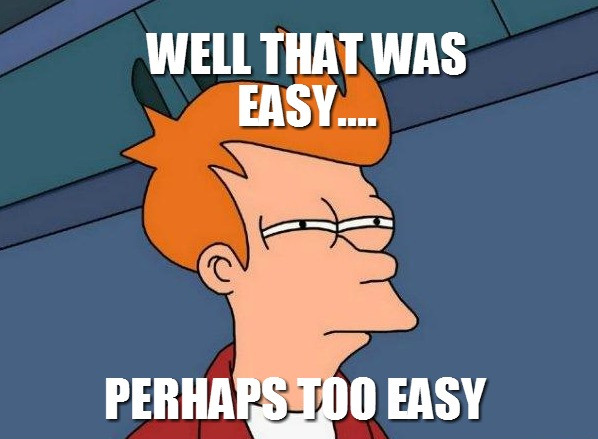 WELL THAT WAS
EASY....
PERHAPS TOO EASY